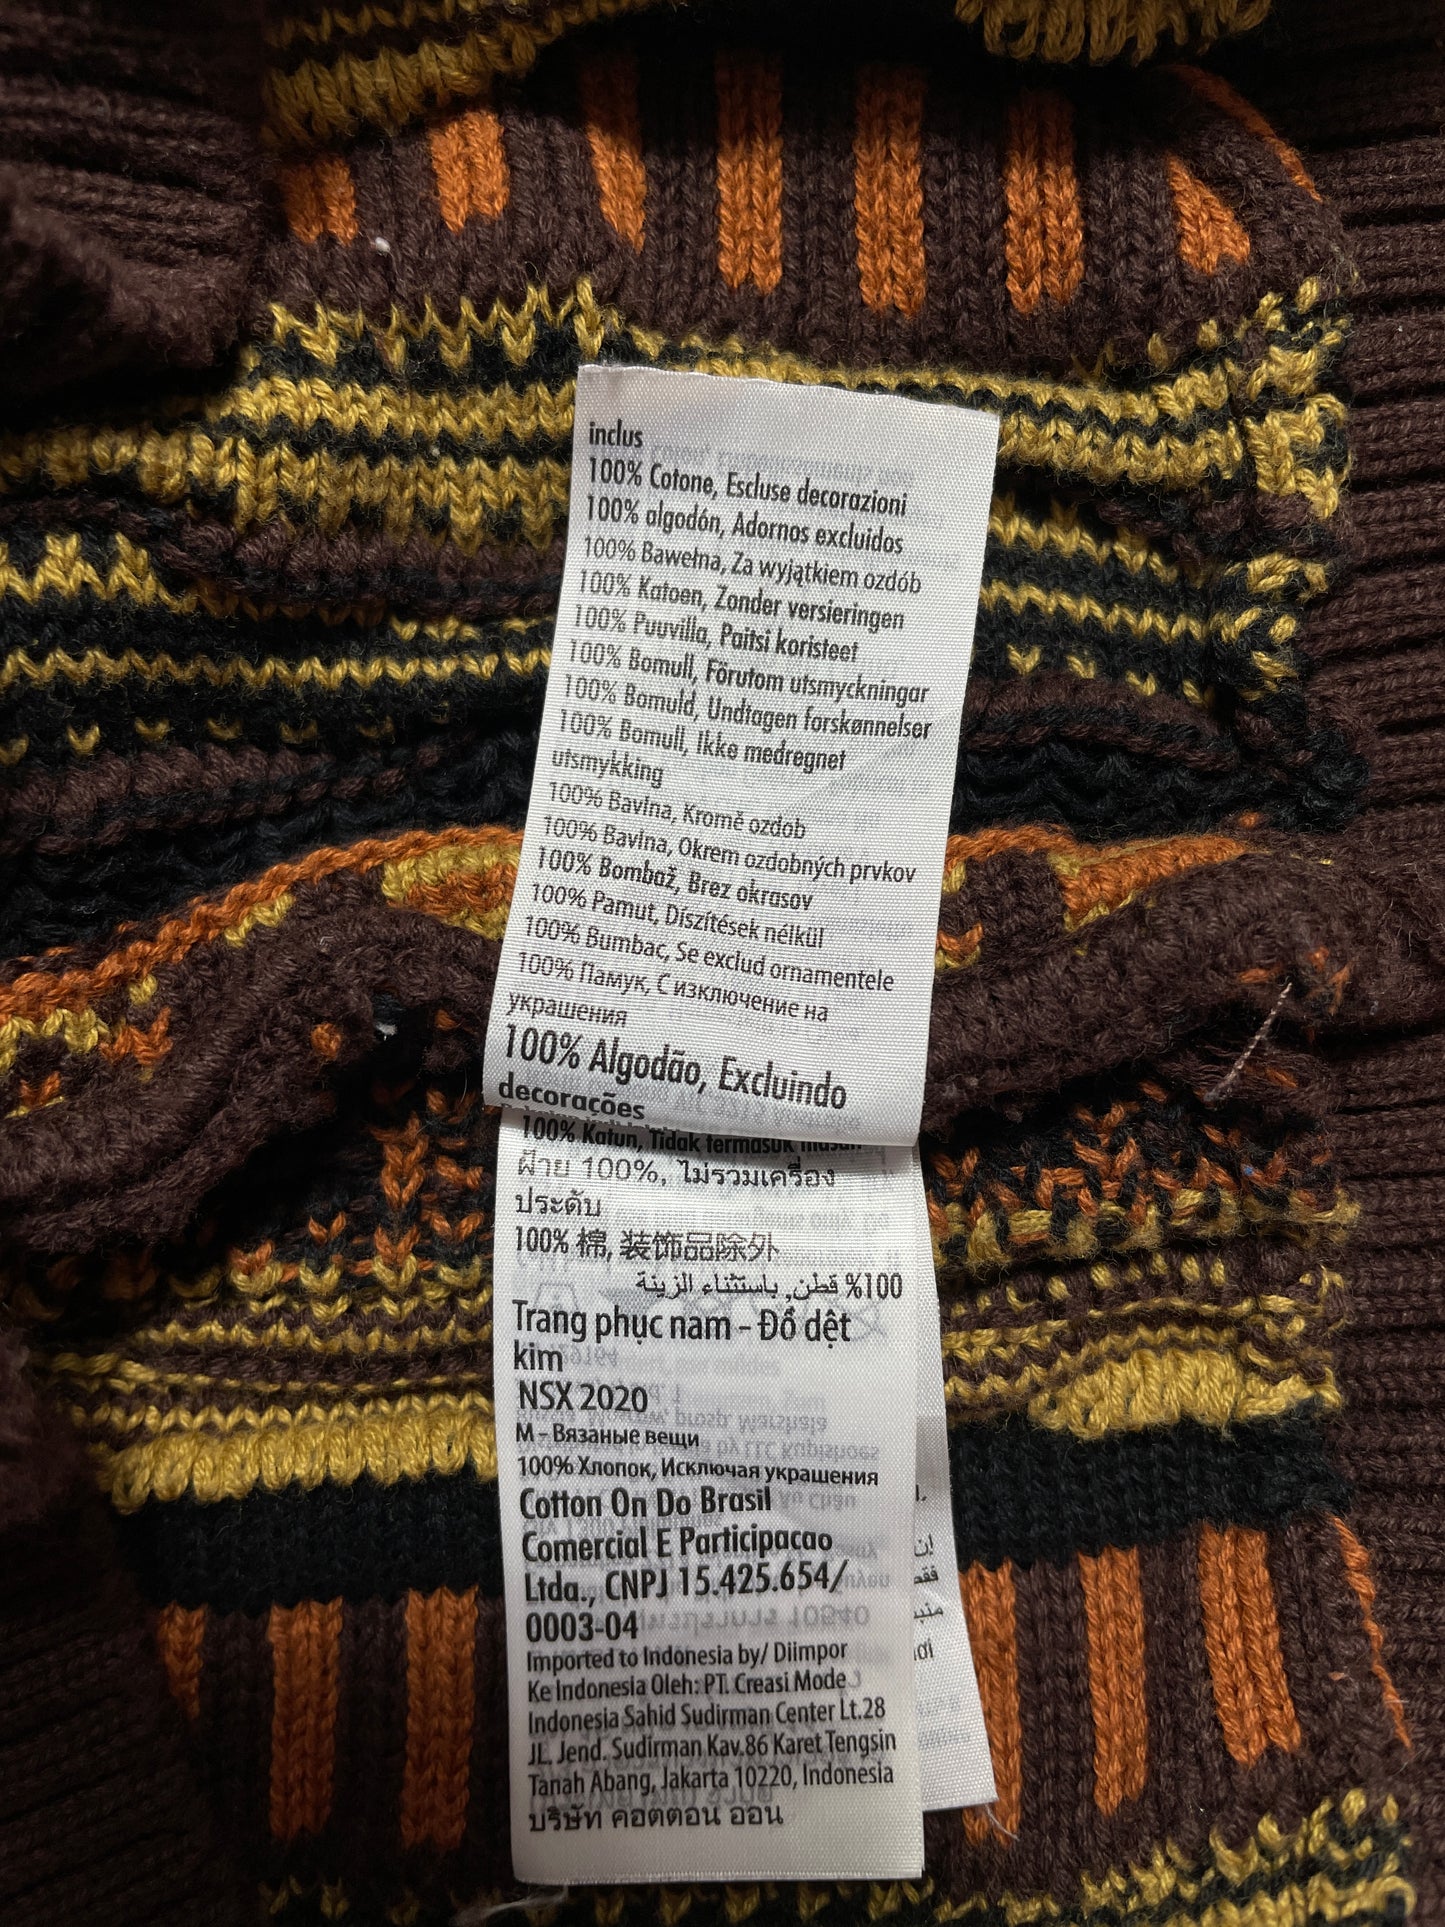 inclus
100% Cotone, Escluse decorazioni
100% algodón, Adornos excluidos
100% Bawełna, Za wyjątkiem ozdób
100% Katoen, Zonder versieringen
100% Puuvilla, Paitsi koristeet
100% Bomull, Förutom utsmyckningar
100% Bomuld, Undtagen forskønnelser
100% Bomull, Ikke medregnet
utsmykking
100% Bavlna, Kromě ozdob
100% Bavlna, Okrem ozdobných prvkov
100% Bombaž, Brez okrasov
100% Pamut, Díszítések nélkül
100% Bumbac, Se exclud ornamentele
100% Памук, С изключение на
украшения
100% Algodão, Excluindo
decorações
100% Katun, Tidak termasuk
ฝ้าย 100%, ไม่รวมเครื่อง
ประดับ
100% 棉, 装饰品除外
100% قطن, باستثناء الزينة
Trang phục nam – Đồ dệt
kim
NSX 2020
М – Вязаные вещи
100% Хлопок, Исключая украшения
Cotton On Do Brasil
Comercial E Participacao
Ltda., CNPJ 15.425.654/
0003-04
Imported to Indonesia by/ Diimpor
Ke Indonesia Oleh: PT. Creasi Mode
Indonesia Sahid Sudirman Center Lt.28
JL. Jend. Sudirman Kav.86 Karet Tengsin
Tanah Abang, Jakarta 10220, Indonesia
บริษัท คอตตอน ออน